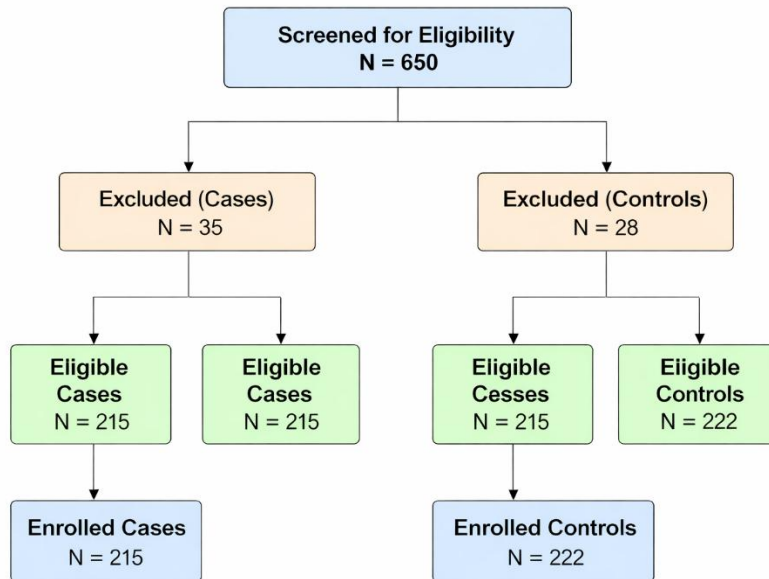 Screened for Eligibility
N = 650
Excluded (Cases)
N = 35
Excluded (Controls)
N = 28
Eligible
Cases
N = 215
Eligible
Cases
N = 215
Eligible
Cesses
N = 215
Eligible
Controls
N = 222
Enrolled Cases
N = 215
Enrolled Controls
N = 222